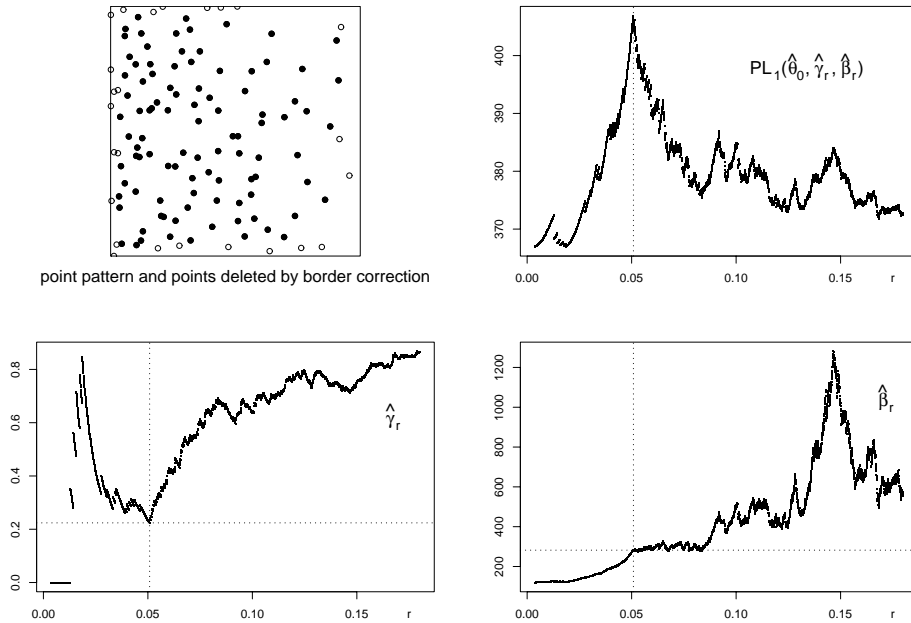 point pattern and points deleted by border correction
PL₁(θ̂₀, γ̂ᵣ, β̂ᵣ)
400
390
380
370
0.00 0.05 0.10 0.15 r
γ̂ᵣ
0.8
0.6
0.4
0.2
0.0
0.00 0.05 0.10 0.15 r
β̂ᵣ
1200
1000
800
600
400
200
0.00 0.05 0.10 0.15 r